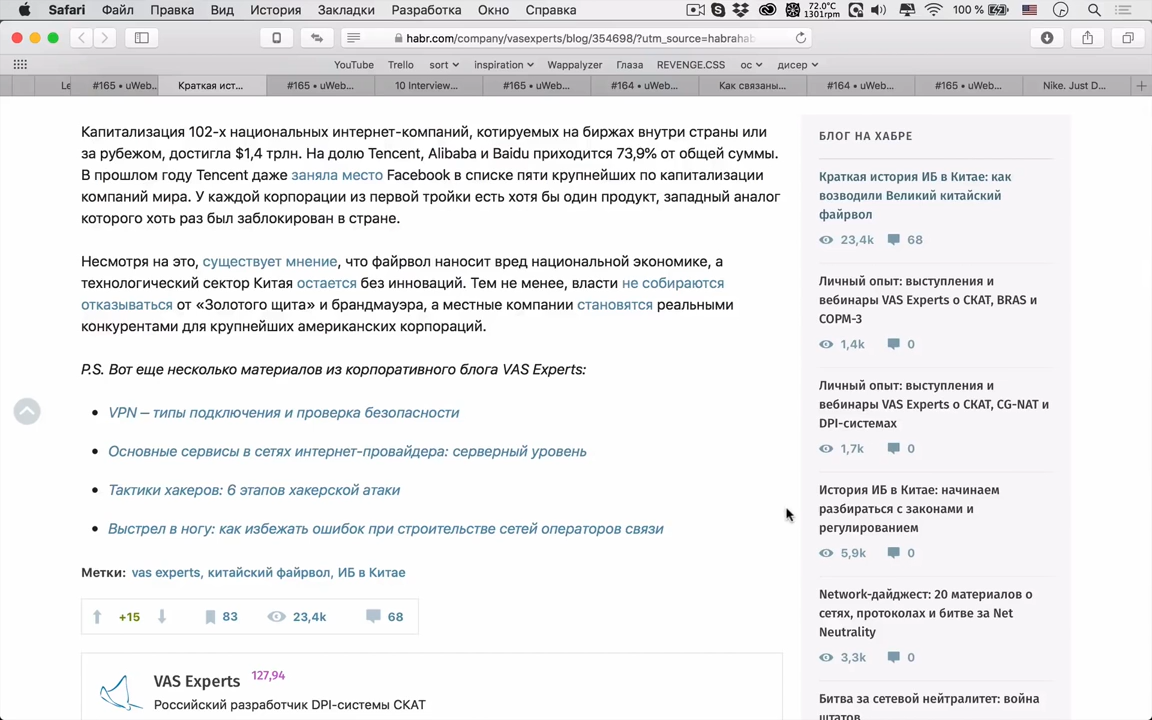 Safari Файл Правка Вид История Закладки Разработка Окно Справка 72.0°C 1301rpm 100 %
habr.com/company/vasexperts/blog/354698/?utm_source=habrahab
YouTube Trello sort inspiration Wappalyzer Глаза REVENGE.CSS ос дисер
Le #165 • uWeb... Краткая ист... #165 • uWeb... 10 Interview... #165 • uWeb... #164 • uWeb... Как связаны... #164 • uWeb... #165 • uWeb... Nike. Just D...
Капитализация 102-х национальных интернет-компаний, котируемых на биржах внутри страны или
за рубежом, достигла $1,4 трлн. На долю Tencent, Alibaba и Baidu приходится 73,9% от общей суммы.
В прошлом году Tencent даже заняла место Facebook в списке пяти крупнейших по капитализации
компаний мира. У каждой корпорации из первой тройки есть хотя бы один продукт, западный аналог
которого хоть раз был заблокирован в стране.
Несмотря на это, существует мнение, что файрвол наносит вред национальной экономике, а
технологический сектор Китая остается без инноваций. Тем не менее, власти не собираются
отказываться от «Золотого щита» и брандмауэра, а местные компании становятся реальными
конкурентами для крупнейших американских корпораций.
P.S. Вот еще несколько материалов из корпоративного блога VAS Experts:
• VPN – типы подключения и проверка безопасности
• Основные сервисы в сетях интернет-провайдера: серверный уровень
• Тактики хакеров: 6 этапов хакерской атаки
• Выстрел в ногу: как избежать ошибок при строительстве сетей операторов связи
Метки: vas experts, китайский файрвол, ИБ в Китае
+15 83 23,4k 68
VAS Experts 127,94
Российский разработчик DPI-системы СКАТ
БЛОГ НА ХАБРЕ
Краткая история ИБ в Китае: как
возводили Великий китайский
файрвол
23,4k 68
Личный опыт: выступления и
вебинары VAS Experts о СКАТ, BRAS и
СОРМ-3
1,4k 0
Личный опыт: выступления и
вебинары VAS Experts о СКАТ, CG-NAT и
DPI-системах
1,7k 0
История ИБ в Китае: начинаем
разбираться с законами и
регулированием
5,9k 0
Network-дайджест: 20 материалов о
сетях, протоколах и битве за Net
Neutrality
3,3k 0
Битва за сетевой нейтралитет: война
штатов